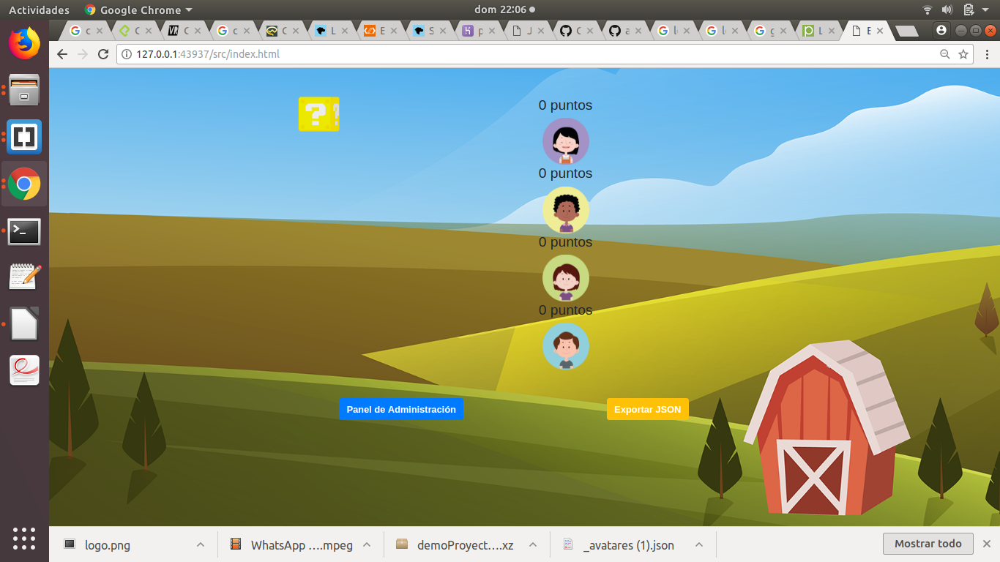 Actividades
Google Chrome
dom 22:06
127.0.0.1:43937/src/index.html
?
0 puntos
0 puntos
0 puntos
0 puntos
Panel de Administración
Exportar JSON
logo.png
WhatsApp ....mpeg
demoProyect....xz
_avatares (1).json
Mostrar todo